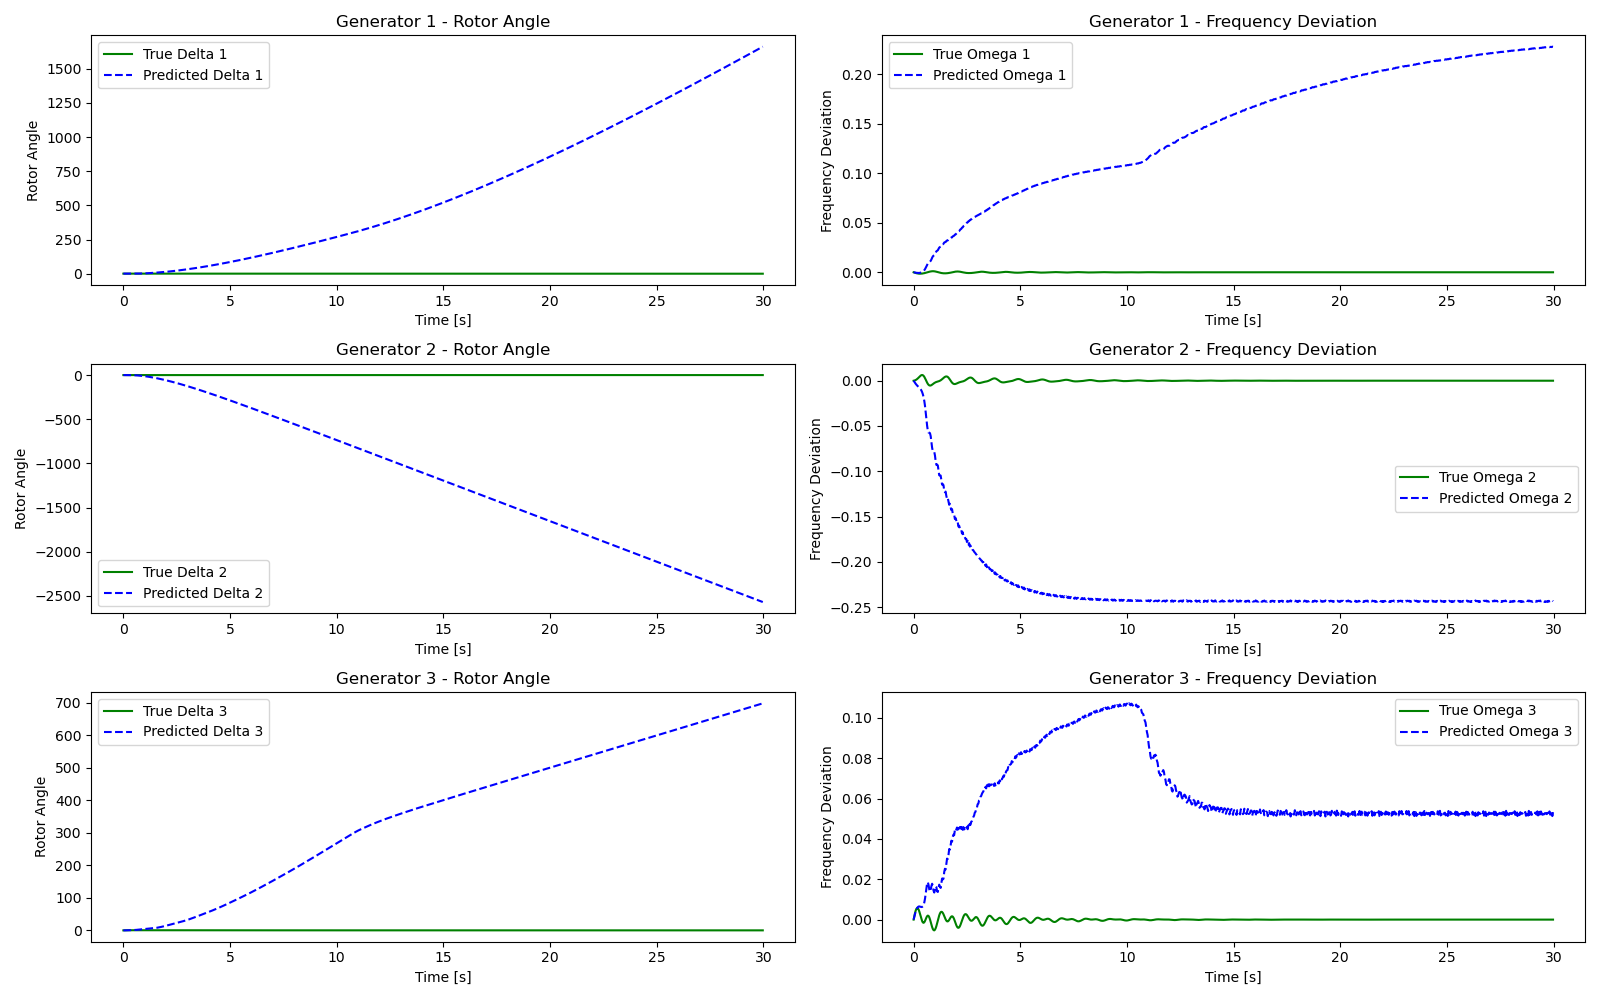 Generator 1 - Rotor Angle
True Delta 1
Predicted Delta 1
Rotor Angle
1500
1250
1000
750
500
250
0
0 5 10 15 20 25 30
Time [s]
Generator 1 - Frequency Deviation
True Omega 1
Predicted Omega 1
Frequency Deviation
0.20
0.15
0.10
0.05
0.00
0 5 10 15 20 25 30
Time [s]
Generator 2 - Rotor Angle
Rotor Angle
0
−500
−1000
−1500
−2000
−2500
True Delta 2
Predicted Delta 2
0 5 10 15 20 25 30
Time [s]
Generator 2 - Frequency Deviation
Frequency Deviation
0.00
−0.05
−0.10
−0.15
−0.20
−0.25
True Omega 2
Predicted Omega 2
0 5 10 15 20 25 30
Time [s]
Generator 3 - Rotor Angle
True Delta 3
Predicted Delta 3
Rotor Angle
700
600
500
400
300
200
100
0
0 5 10 15 20 25 30
Time [s]
Generator 3 - Frequency Deviation
True Omega 3
Predicted Omega 3
Frequency Deviation
0.10
0.08
0.06
0.04
0.02
0.00
0 5 10 15 20 25 30
Time [s]